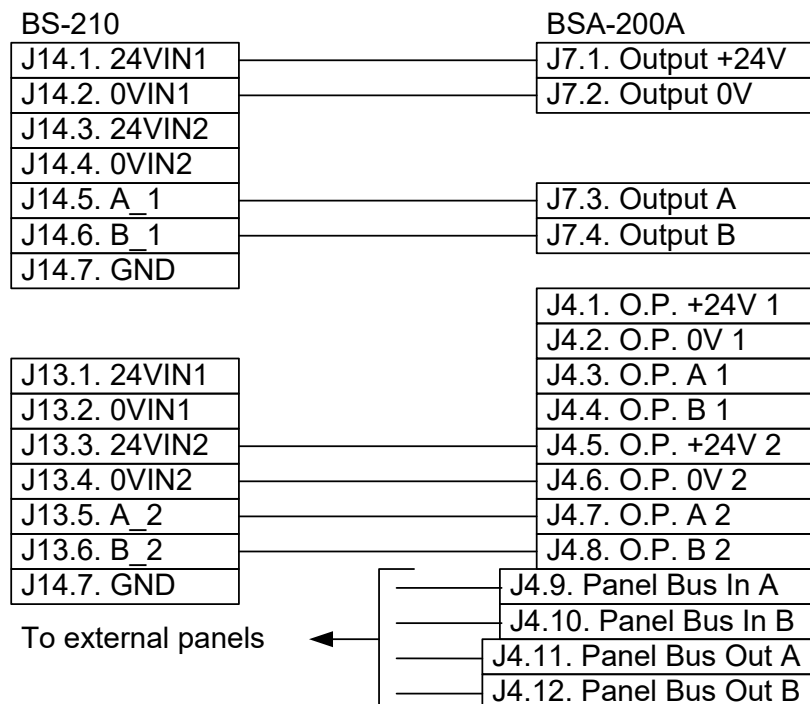 BS-210
J14.1. 24VIN1
J14.2. 0VIN1
J14.3. 24VIN2
J14.4. 0VIN2
J14.5. A_1
J14.6. B_1
J14.7. GND
J13.1. 24VIN1
J13.2. 0VIN1
J13.3. 24VIN2
J13.4. 0VIN2
J13.5. A_2
J13.6. B_2
J14.7. GND
To external panels
BSA-200A
J7.1. Output +24V
J7.2. Output 0V
J7.3. Output A
J7.4. Output B
J4.1. O.P. +24V 1
J4.2. O.P. 0V 1
J4.3. O.P. A 1
J4.4. O.P. B 1
J4.5. O.P. +24V 2
J4.6. O.P. 0V 2
J4.7. O.P. A 2
J4.8. O.P. B 2
J4.9. Panel Bus In A
J4.10. Panel Bus In B
J4.11. Panel Bus Out A
J4.12. Panel Bus Out B